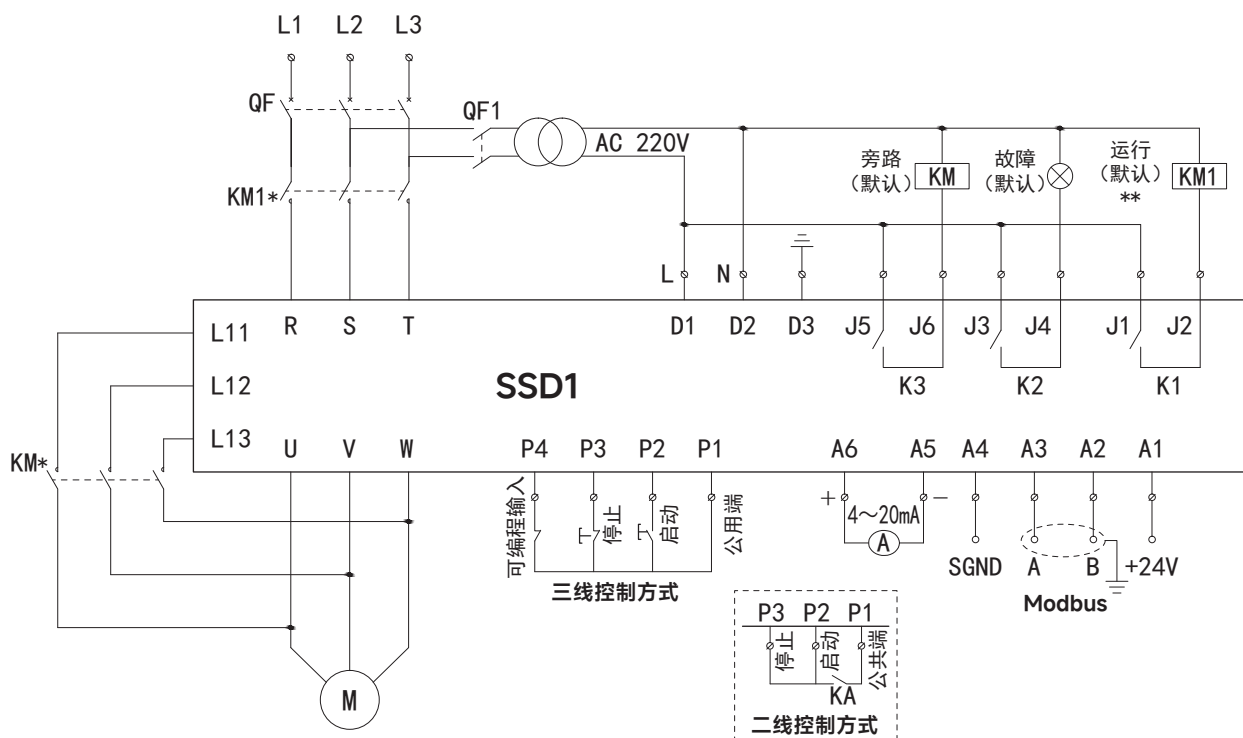 L1 L2 L3
QF
QF1
AC 220V
旁路
(默认)
KM
故障
(默认)
运行
(默认)
**
KM1
KM1*
L N
L11 R S T D1 D2 D3 J5 J6 J3 J4 J1 J2
K3 K2 K1
L12
SSD1
L13
U V W P4 P3 P2 P1 A6 A5 A4 A3 A2 A1
KM*
可编程输入
停止
启动
公用端
+ −
4～20mA
A
SGND A B +24V
三线控制方式
Modbus
P3 P2 P1
停止
启动
公共端
KA
二线控制方式
M